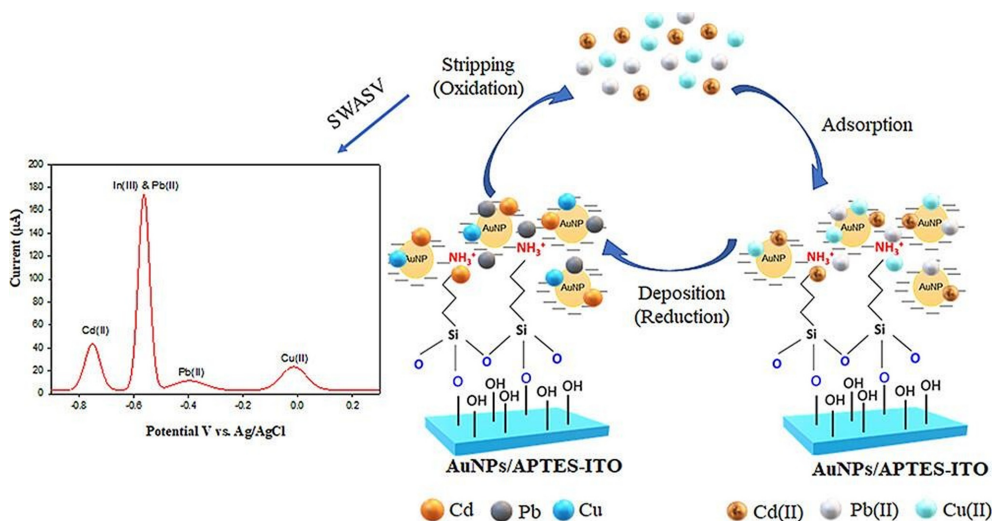 Stripping
(Oxidation)
SWASV
Adsorption
200
180
160
140
120
100
80
60
40
20
0
Current (µA)
In(III) & Pb(II)
Cd(II)
Pb(II)
Cu(II)
-0.8
-0.6
-0.4
-0.2
0.0
0.2
Potential V vs. Ag/AgCl
AuNP
AuNP
AuNP
AuNP
NH3+
NH3+
Si
Si
O
O
O
O
O
OH
OH
OH
OH
OH
OH
AuNPs/APTES-ITO
Deposition
(Reduction)
AuNP
AuNP
AuNP
AuNP
NH3+
NH3+
Si
Si
O
O
O
O
O
OH
OH
OH
OH
OH
OH
AuNPs/APTES-ITO
Cd Pb Cu
Cd(II) Pb(II) Cu(II)